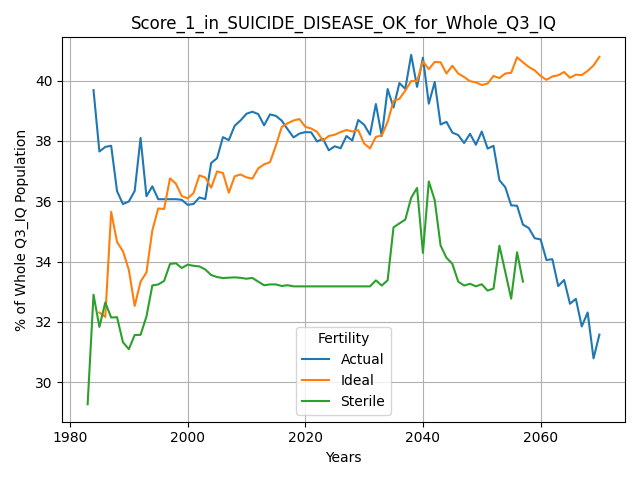 Score_1_in_SUICIDE_DISEASE_OK_for_Whole_Q3_IQ
% of Whole Q3_IQ Population
40
38
36
34
32
30
Fertility
Actual
Ideal
Sterile
1980 2000 2020 2040 2060
Years